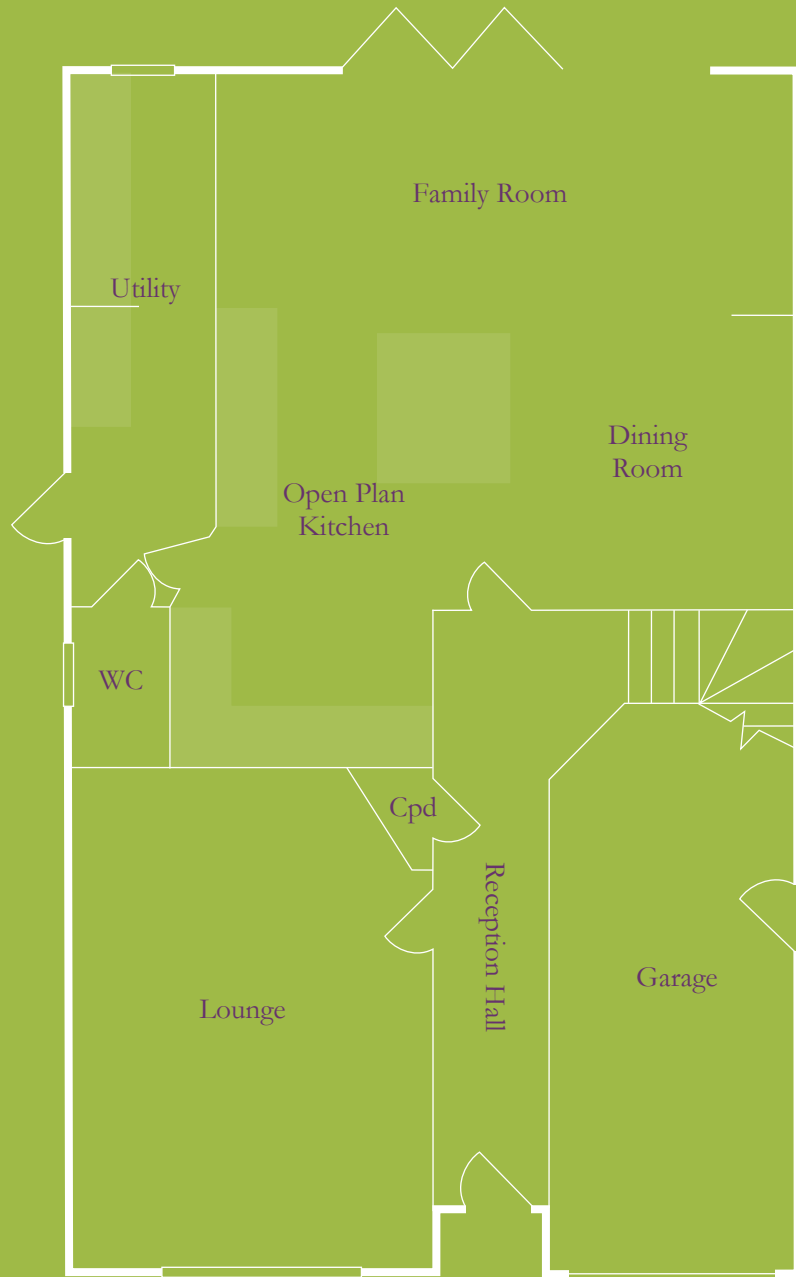 Family Room
Utility
Dining
Room
Open Plan
Kitchen
WC
Cpd
Reception Hall
Garage
Lounge